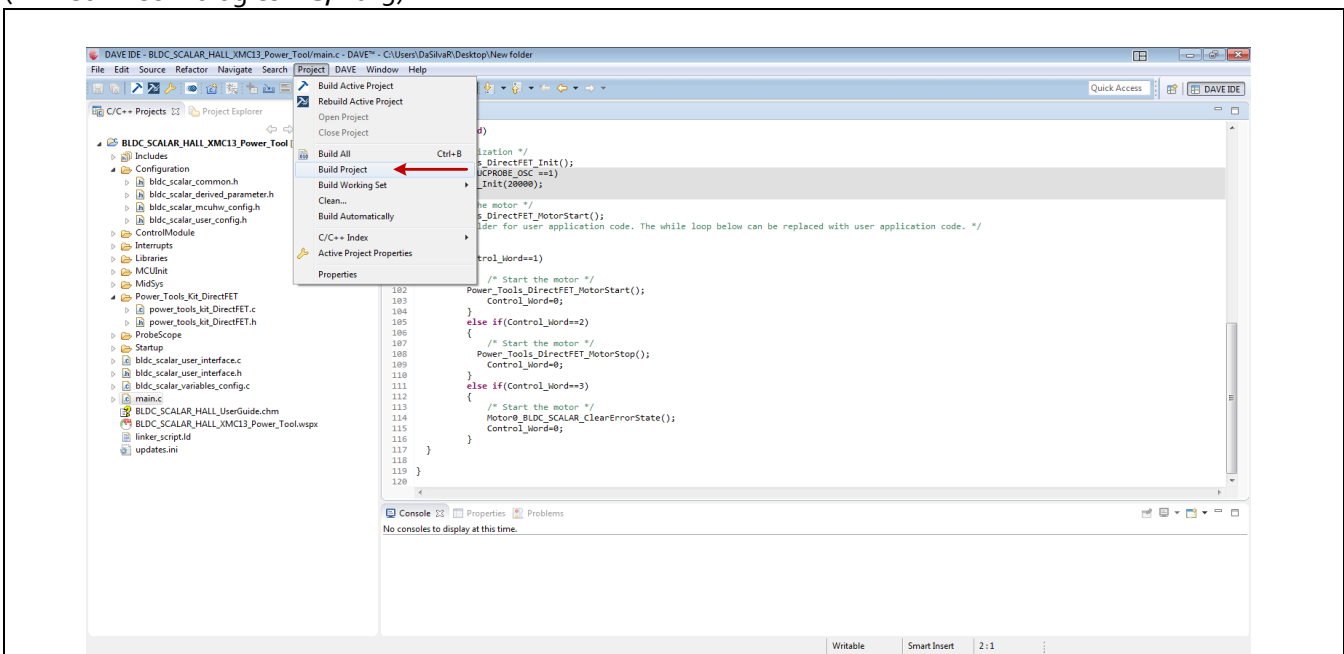 DAVE IDE - BLDC_SCALAR_HALL_XMC13_Power_Tool/main.c - DAVE™ - C:\Users\DaSilvaR\Desktop\New folder
File Edit Source Refactor Navigate Search Project DAVE Window Help
Quick Access DAVE IDE
Build Active Project
Rebuild Active Project
Open Project
Close Project
Build All Ctrl+B
Build Project
Build Working Set
Clean...
Build Automatically
C/C++ Index
Active Project Properties
Properties
C/C++ Projects Project Explorer
BLDC_SCALAR_HALL_XMC13_Power_Tool [
Includes
Configuration
bldc_scalar_common.h
bldc_scalar_derived_parameter.h
bldc_scalar_mcuhw_config.h
bldc_scalar_user_config.h
ControlModule
Interrupts
Libraries
MCUInit
MidSys
Power_Tools_Kit_DirectFET
power_tools_kit_DirectFET.c
power_tools_kit_DirectFET.h
ProbeScope
Startup
bldc_scalar_user_interface.c
bldc_scalar_user_interface.h
bldc_scalar_variables_config.c
main.c
BLDC_SCALAR_HALL_UserGuide.chm
BLDC_SCALAR_HALL_XMC13_Power_Tool.wspx
linker_script.ld
updates.ini
d)
ization */
s_DirectFET_Init();
UCPROBE_OSC ==1)
_Init(20000);
he motor */
s_DirectFET_MotorStart();
lder for user application code. The while loop below can be replaced with user application code. */
trol_Word==1)
/* Start the motor */
102 Power_Tools_DirectFET_MotorStart();
103 Control_Word=0;
104 }
105 else if(Control_Word==2)
106 {
107 /* Start the motor */
108 Power_Tools_DirectFET_MotorStop();
109 Control_Word=0;
110 }
111 else if(Control_Word==3)
112 {
113 /* Start the motor */
114 Motor0_BLDC_SCALAR_ClearErrorState();
115 Control_Word=0;
116 }
117 }
118
119 }
120
Console Properties Problems
No consoles to display at this time.
Writable Smart Insert 2 : 1